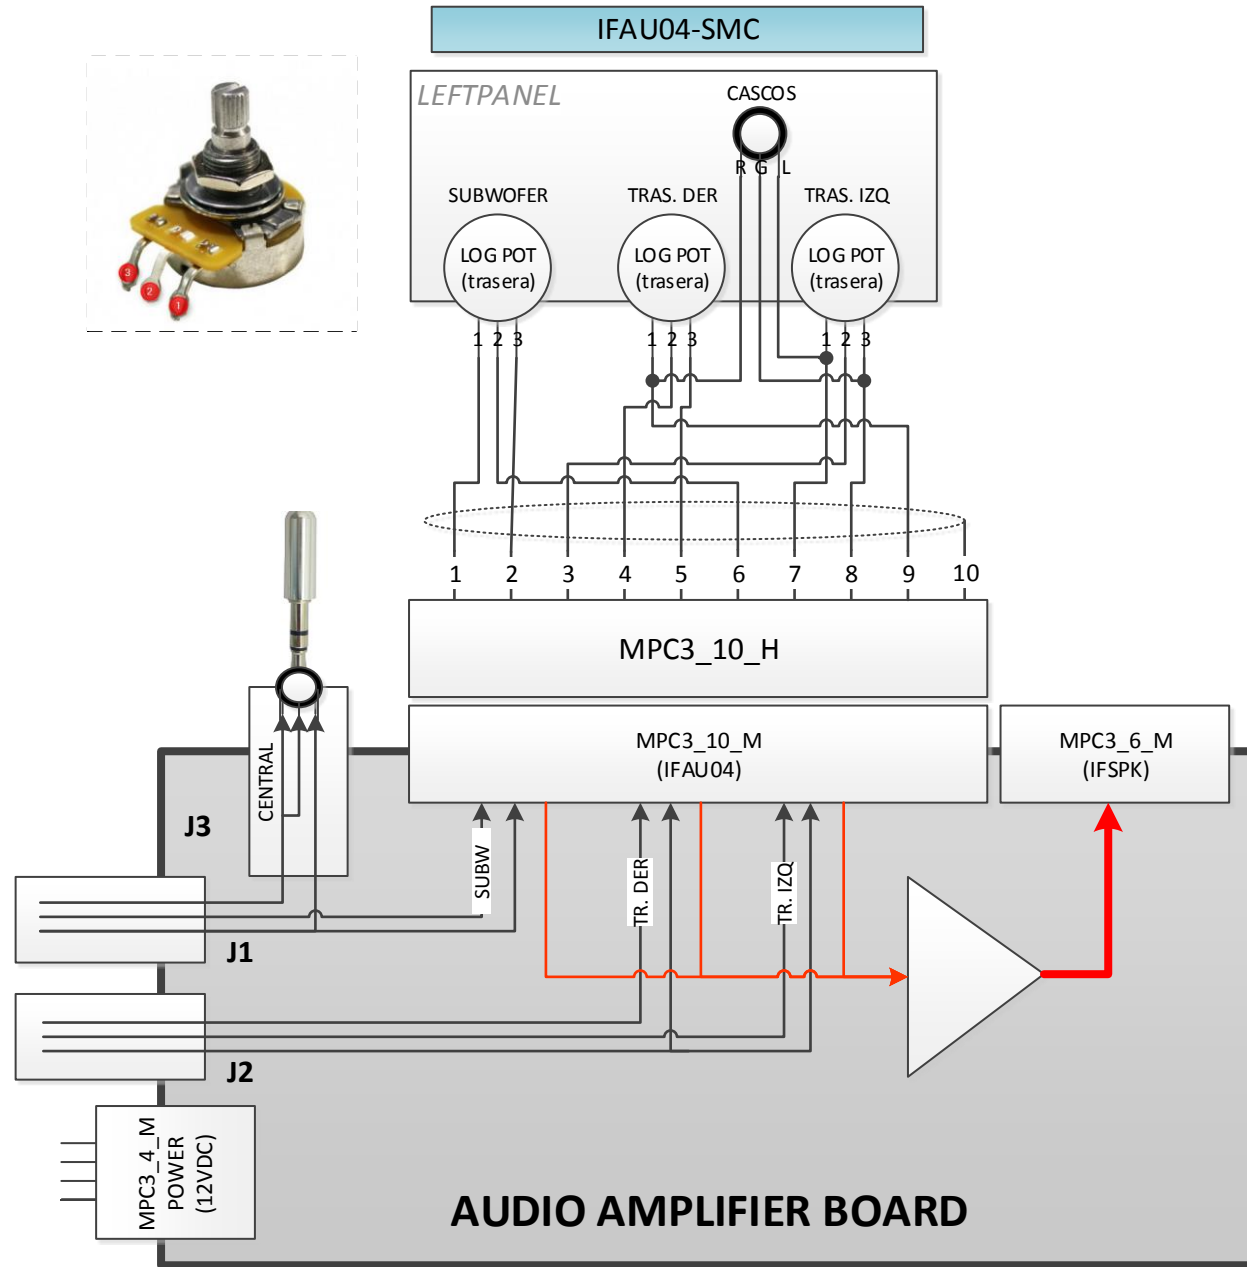 IFAU04-SMC
LEFTPANEL
CASCOS
R G L
SUBWOFER
TRAS. DER
TRAS. IZQ
LOG POT
(trasera)
LOG POT
(trasera)
LOG POT
(trasera)
3
2
1
1 2 3
1 2 3
1 2 3
1 2 3 4 5 6 7 8 9 10
MPC3_10_H
MPC3_10_M
(IFAU04)
MPC3_6_M
(IFSPK)
CENTRAL
J3
SUBW
TR. DER
TR. IZQ
J1
J2
MPC3_4_M
POWER
(12VDC)
AUDIO AMPLIFIER BOARD